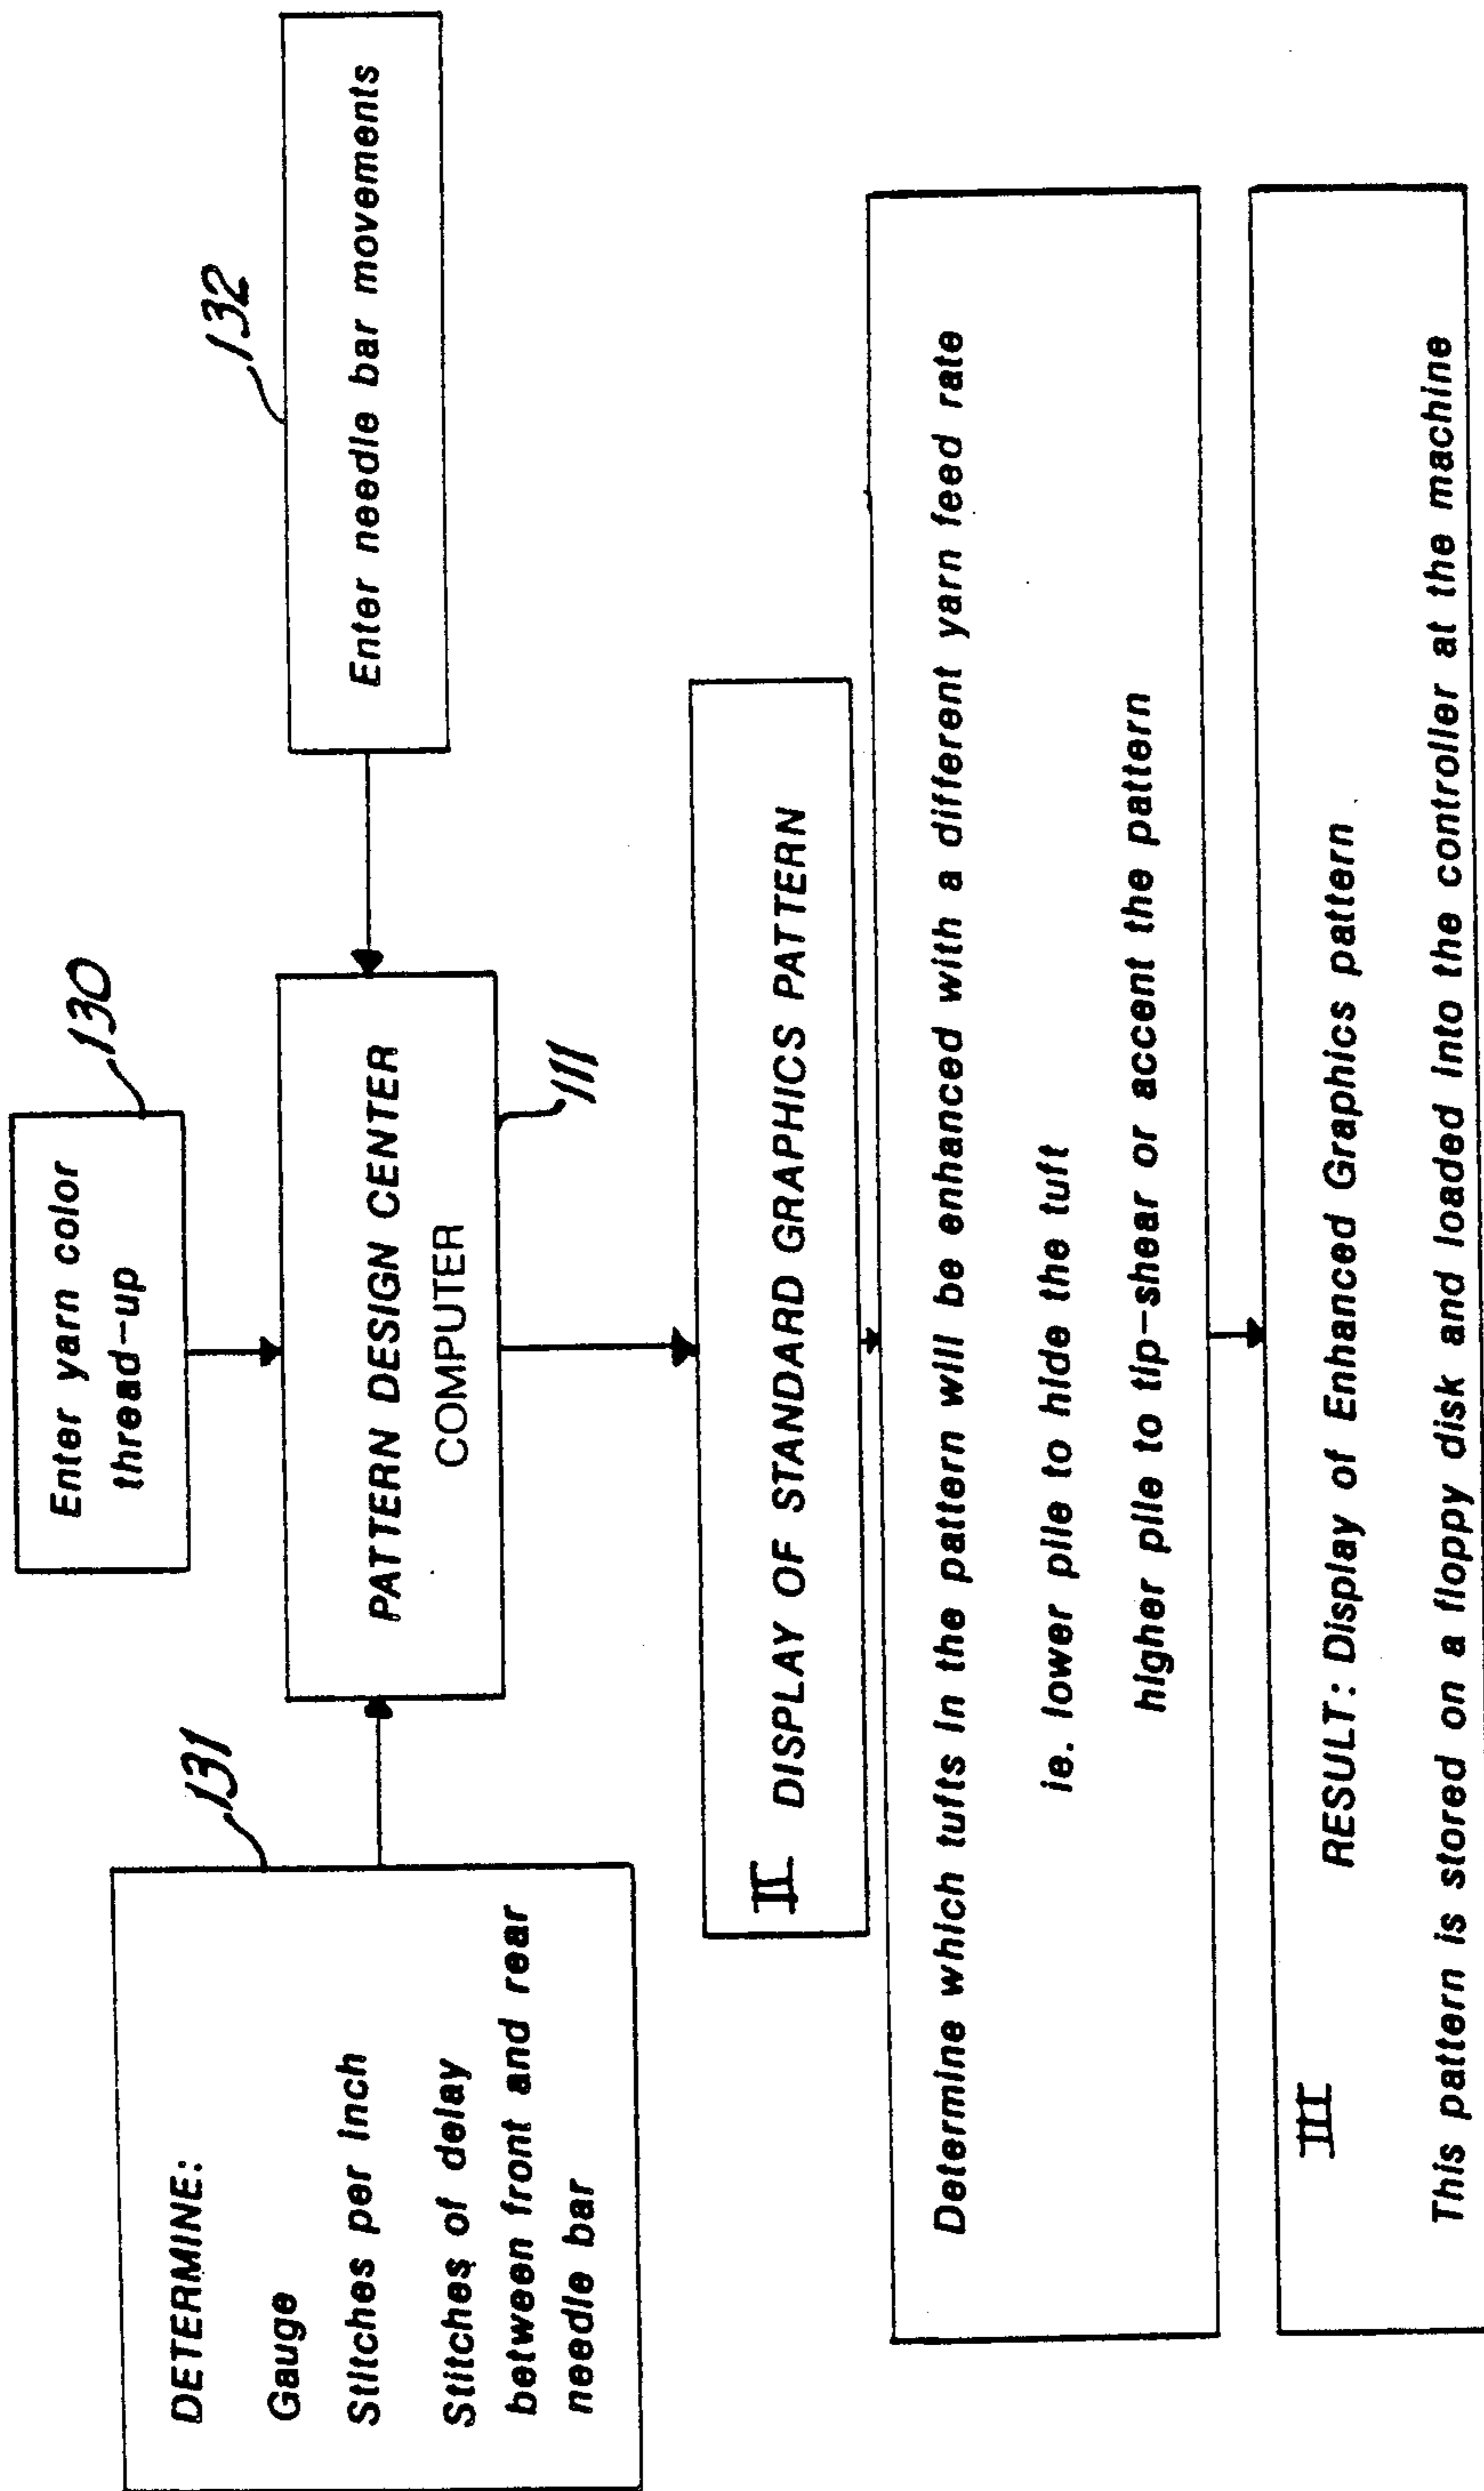 130
Enter yarn color
thread-up
131
DETERMINE:
Gauge
Stitches per inch
Stitches of delay
between front and rear
needle bar
PATTERN DESIGN CENTER
COMPUTER
111
132
Enter needle bar movements
II DISPLAY OF STANDARD GRAPHICS PATTERN
Determine which tufts in the pattern will be enhanced with a different yarn feed rate
ie. lower pile to hide the tuft
higher pile to tip-shear or accent the pattern
III
RESULT: Display of Enhanced Graphics pattern
This pattern is stored on a floppy disk and loaded into the controller at the machine